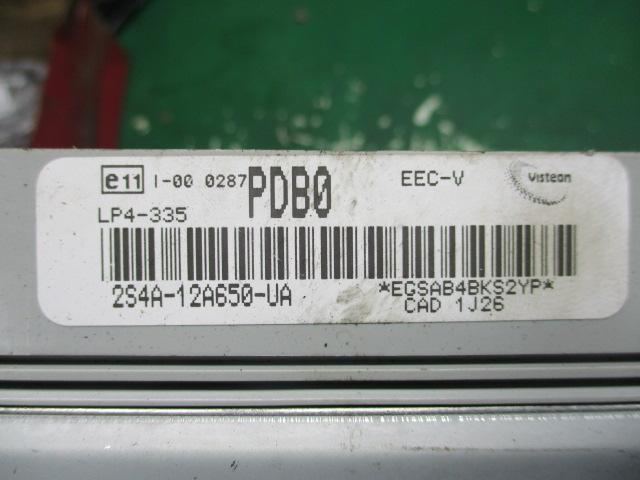 e11 I-00 0287 PDB0 EEC-V Visteon
LP4-335
2S4A-12A650-UA *EGSAB4BKS2YP*
CAD 1J26